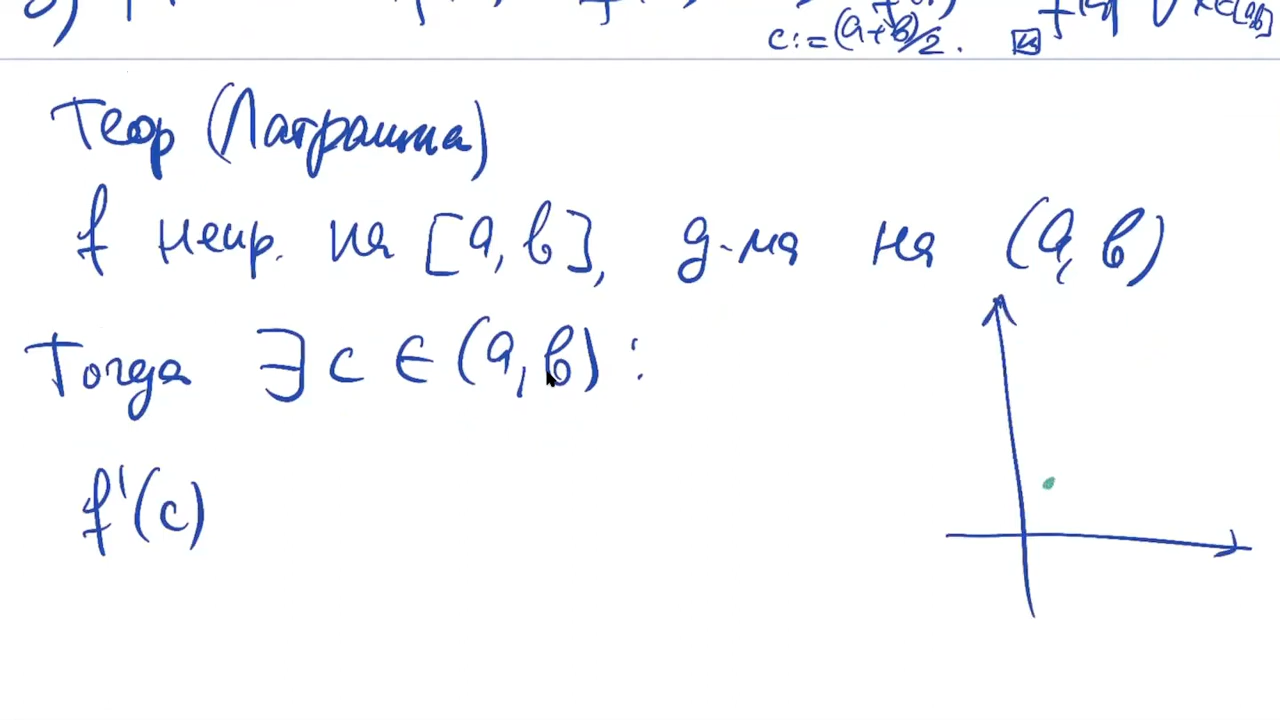 c:=(a+b)/2.
Теор (Лагранжа)
f непр. на [a, b], д-ма на (a, b)
Тогда ∃ c ∈ (a, b) :
f'(c)